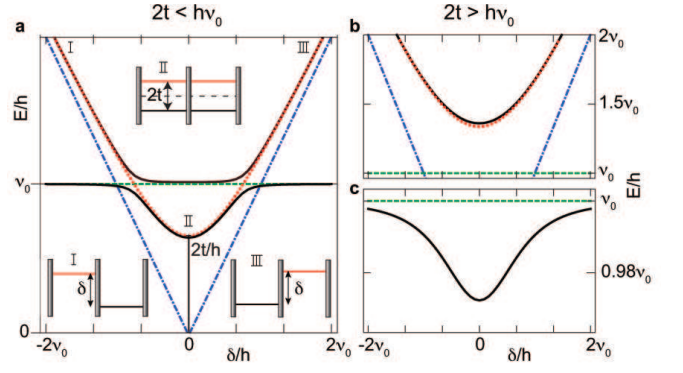 2t < hν₀
2t > hν₀
a
I
III
II
2t
E/h
ν₀
II
2t/h
I
δ
III
δ
0
-2ν₀
0
δ/h
2ν₀
b
2ν₀
1.5ν₀
ν₀
E/h
c
ν₀
0.98ν₀
-2ν₀
0
δ/h
2ν₀